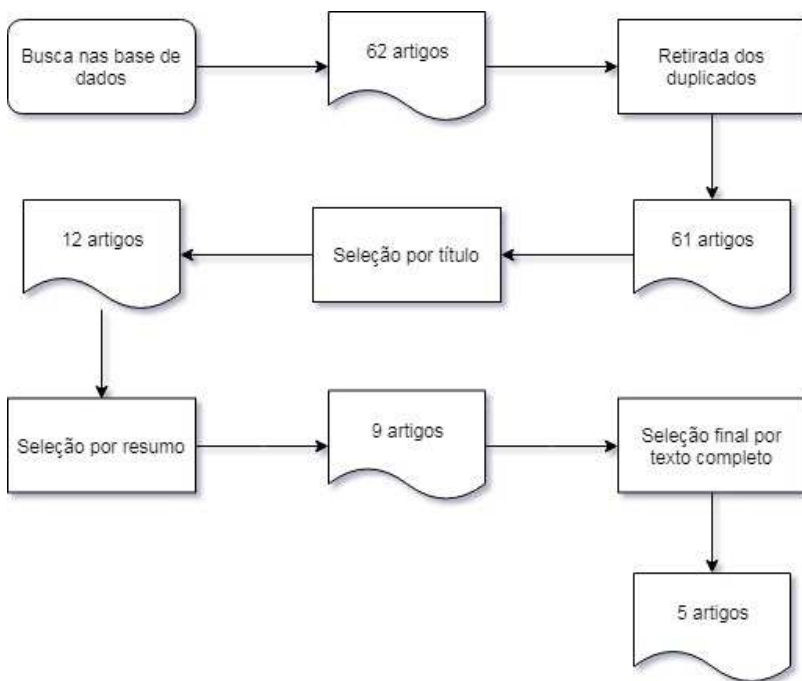 Busca nas base de
dados
62 artigos
Retirada dos
duplicados
61 artigos
Seleção por título
12 artigos
Seleção por resumo
9 artigos
Seleção final por
texto completo
5 artigos